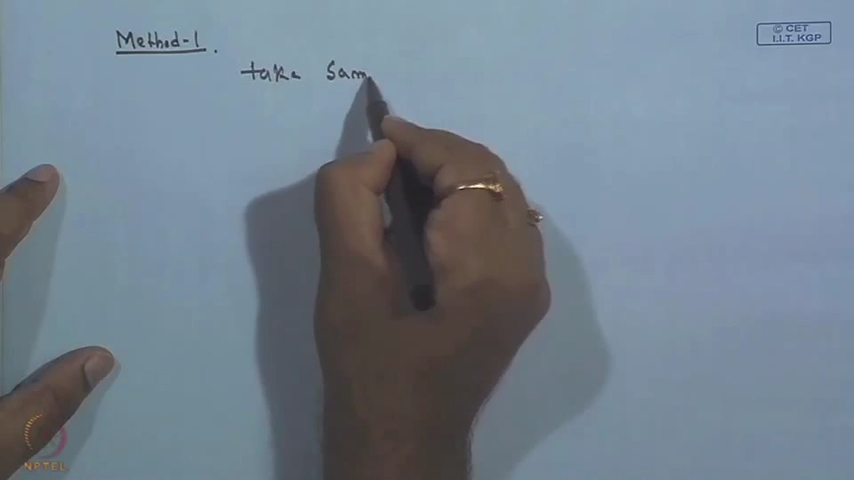 Method-1.
© CET
I.I.T. KGP
take Sam
NPTEL